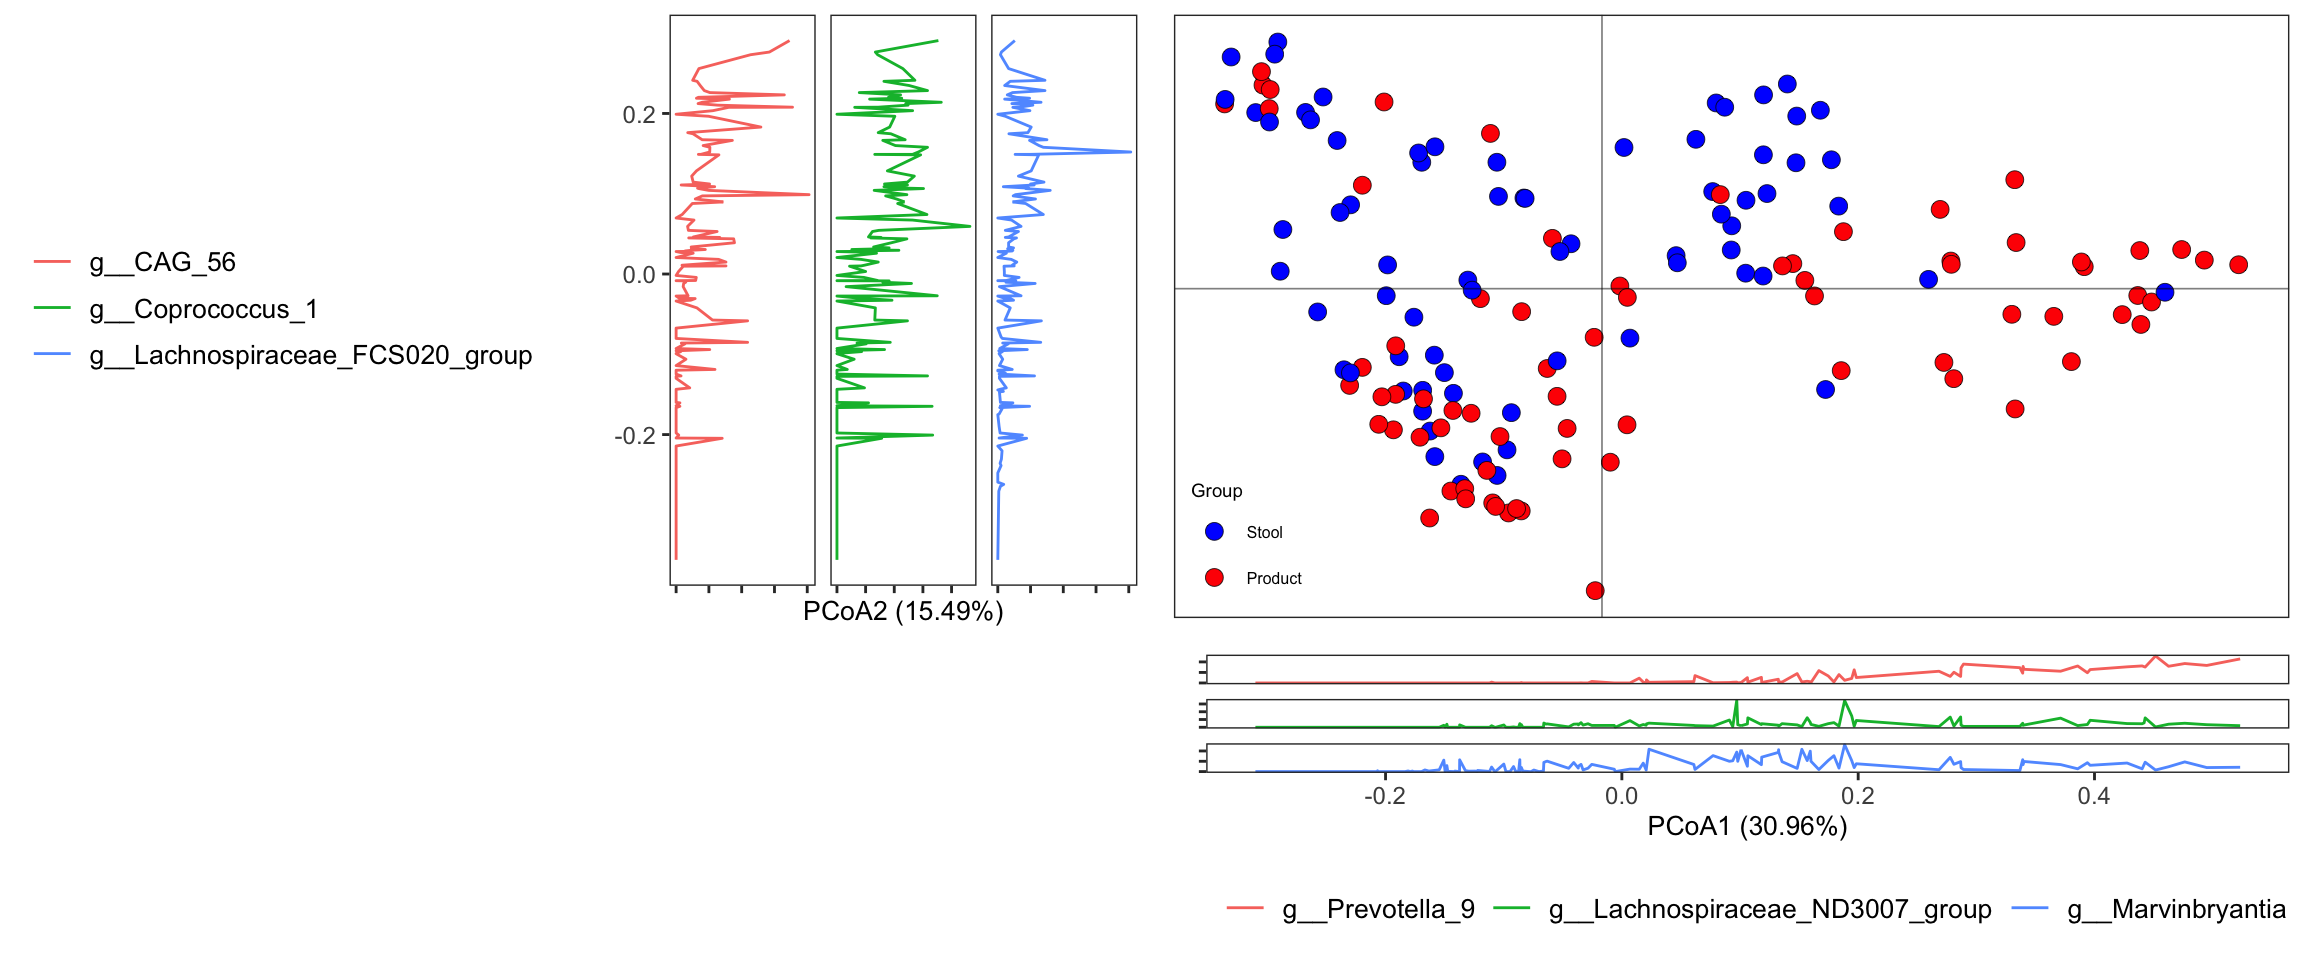 g__CAG_56
g__Coprococcus_1
g__Lachnospiraceae_FCS020_group
0.2
0.0
-0.2
PCoA2 (15.49%)
Group
Stool
Product
-0.2 0.0 0.2 0.4
PCoA1 (30.96%)
g__Prevotella_9 g__Lachnospiraceae_ND3007_group g__Marvinbryantia